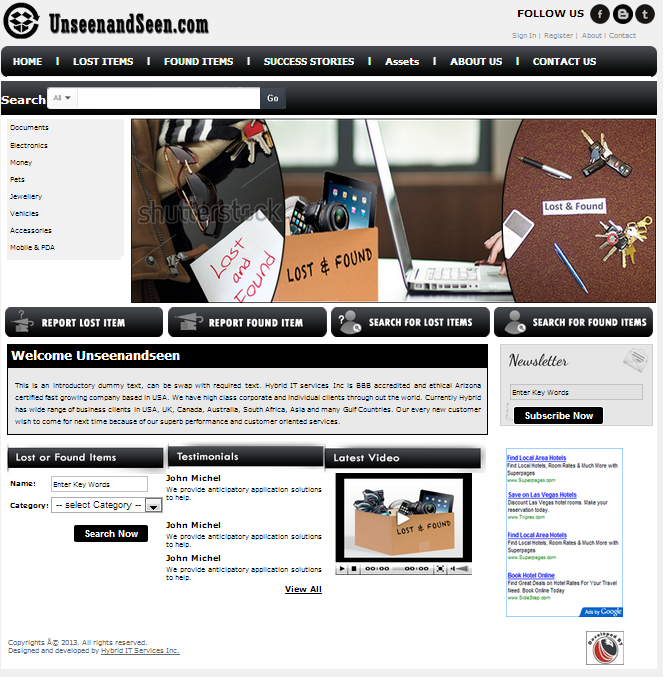 UnseenandSeen.com
FOLLOW US
Sign In | Register | About | Contact
HOME | LOST ITEMS | FOUND ITEMS | SUCCESS STORIES | Assets | ABOUT US | CONTACT US
Search All Go
Documents
Electronics
Money
Pets
Jewellery
Vehicles
Accessories
Mobile & PDA
shutterstock
Lost
and
Found
LOST & FOUND
Lost & Found
REPORT LOST ITEM
REPORT FOUND ITEM
SEARCH FOR LOST ITEMS
SEARCH FOR FOUND ITEMS
Welcome Unseenandseen
This is an introductory dummy text, can be swap with required text. Hybrid IT services Inc is BBB accredited and ethical Arizona
certified fast growing company based in USA. We have high class corporate and individual clients through out the world. Currently Hybrid
has wide range of business clients in USA, UK, Canada, Australia, South Africa, Asia and many Gulf Countries. Our every new customer
wish to come for next time because of our superb performance and customer oriented services.
Newsletter
Enter Key Words
Subscribe Now
Lost or Found Items
Name: Enter Key Words
Category: -- select Category --
Search Now
Testimonials
John Michel
We provide anticipatory application solutions
to help.
John Michel
We provide anticipatory application solutions
to help.
John Michel
We provide anticipatory application solutions
to help.
View All
Latest Video
LOST & FOUND
00:00 00:00
Find Local Area Hotels
Find Local Hotels, Room Rates & Much More with
Superpages
www.Superpages.com
Save on Las Vegas Hotels
Discount Las Vegas hotel rooms. Make your
reservation today.
www.Tripres.com
Find Local Area Hotels
Find Local Hotels, Room Rates & Much More with
Superpages
www.Superpages.com
Book Hotel Online
Find Great Deals on Hotel Rates For Your Travel
Need. Book Online Today
www.SideStep.com
Ads by Google
Copyrights Â© 2013. All rights reserved.
Designed and developed by Hybrid IT Services Inc.
Developed By